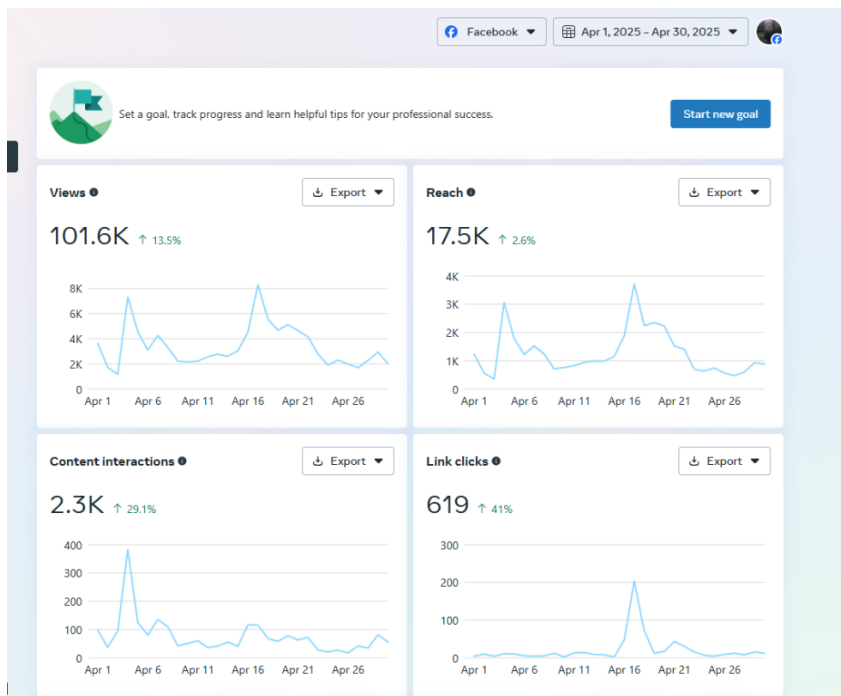 Facebook
Apr 1, 2025 – Apr 30, 2025
Set a goal, track progress and learn helpful tips for your professional success.
Start new goal
Views
Export
101.6K ↑ 13.5%
8K
6K
4K
2K
0
Apr 1 Apr 6 Apr 11 Apr 16 Apr 21 Apr 26
Reach
Export
17.5K ↑ 2.6%
4K
3K
2K
1K
0
Apr 1 Apr 6 Apr 11 Apr 16 Apr 21 Apr 26
Content interactions
Export
2.3K ↑ 29.1%
400
300
200
100
0
Apr 1 Apr 6 Apr 11 Apr 16 Apr 21 Apr 26
Link clicks
Export
619 ↑ 41%
300
200
100
0
Apr 1 Apr 6 Apr 11 Apr 16 Apr 21 Apr 26